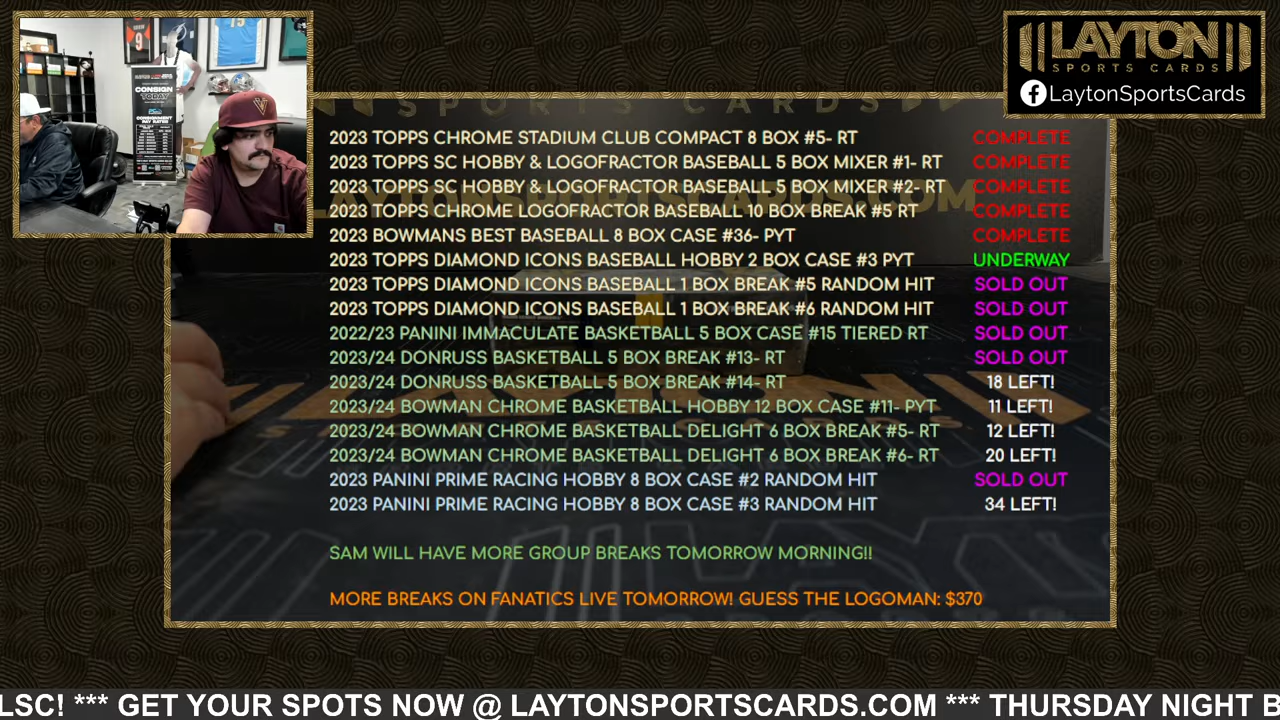 LAYTON
SPORTS CARDS
LaytonSportsCards
CONSIGN
TODAY
SPORTS CARDS
2023 TOPPS CHROME STADIUM CLUB COMPACT 8 BOX #5- RT COMPLETE
2023 TOPPS SC HOBBY & LOGOFRACTOR BASEBALL 5 BOX MIXER #1- RT COMPLETE
2023 TOPPS SC HOBBY & LOGOFRACTOR BASEBALL 5 BOX MIXER #2- RT COMPLETE
2023 TOPPS CHROME LOGOFRACTOR BASEBALL 10 BOX BREAK #5 RT COMPLETE
2023 BOWMANS BEST BASEBALL 8 BOX CASE #36- PYT COMPLETE
2023 TOPPS DIAMOND ICONS BASEBALL HOBBY 2 BOX CASE #3 PYT UNDERWAY
2023 TOPPS DIAMOND ICONS BASEBALL 1 BOX BREAK #5 RANDOM HIT SOLD OUT
2023 TOPPS DIAMOND ICONS BASEBALL 1 BOX BREAK #6 RANDOM HIT SOLD OUT
2022/23 PANINI IMMACULATE BASKETBALL 5 BOX CASE #15 TIERED RT SOLD OUT
2023/24 DONRUSS BASKETBALL 5 BOX BREAK #13- RT SOLD OUT
2023/24 DONRUSS BASKETBALL 5 BOX BREAK #14- RT 18 LEFT!
2023/24 BOWMAN CHROME BASKETBALL HOBBY 12 BOX CASE #11- PYT 11 LEFT!
2023/24 BOWMAN CHROME BASKETBALL DELIGHT 6 BOX BREAK #5- RT 12 LEFT!
2023/24 BOWMAN CHROME BASKETBALL DELIGHT 6 BOX BREAK #6- RT 20 LEFT!
2023 PANINI PRIME RACING HOBBY 8 BOX CASE #2 RANDOM HIT SOLD OUT
2023 PANINI PRIME RACING HOBBY 8 BOX CASE #3 RANDOM HIT 34 LEFT!
SAM WILL HAVE MORE GROUP BREAKS TOMORROW MORNING!!
MORE BREAKS ON FANATICS LIVE TOMORROW! GUESS THE LOGOMAN: $370
LSC! *** GET YOUR SPOTS NOW @ LAYTONSPORTSCARDS.COM *** THURSDAY NIGHT B